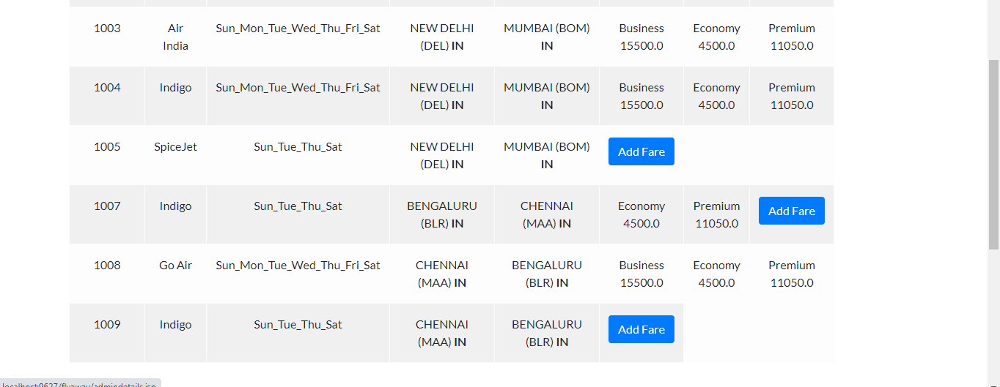 1003 Air Sun_Mon_Tue_Wed_Thu_Fri_Sat NEW DELHI MUMBAI (BOM) Business Economy Premium
India (DEL) IN IN 15500.0 4500.0 11050.0
1004 Indigo Sun_Mon_Tue_Wed_Thu_Fri_Sat NEW DELHI MUMBAI (BOM) Business Economy Premium
(DEL) IN IN 15500.0 4500.0 11050.0
1005 SpiceJet Sun_Tue_Thu_Sat NEW DELHI MUMBAI (BOM) Add Fare
(DEL) IN IN
1007 Indigo Sun_Tue_Thu_Sat BENGALURU CHENNAI Economy Premium Add Fare
(BLR) IN (MAA) IN 4500.0 11050.0
1008 Go Air Sun_Mon_Tue_Wed_Thu_Fri_Sat CHENNAI BENGALURU Business Economy Premium
(MAA) IN (BLR) IN 15500.0 4500.0 11050.0
1009 Indigo Sun_Tue_Thu_Sat CHENNAI BENGALURU Add Fare
(MAA) IN (BLR) IN
localhost:9627/flyaway/admindetails.jsp